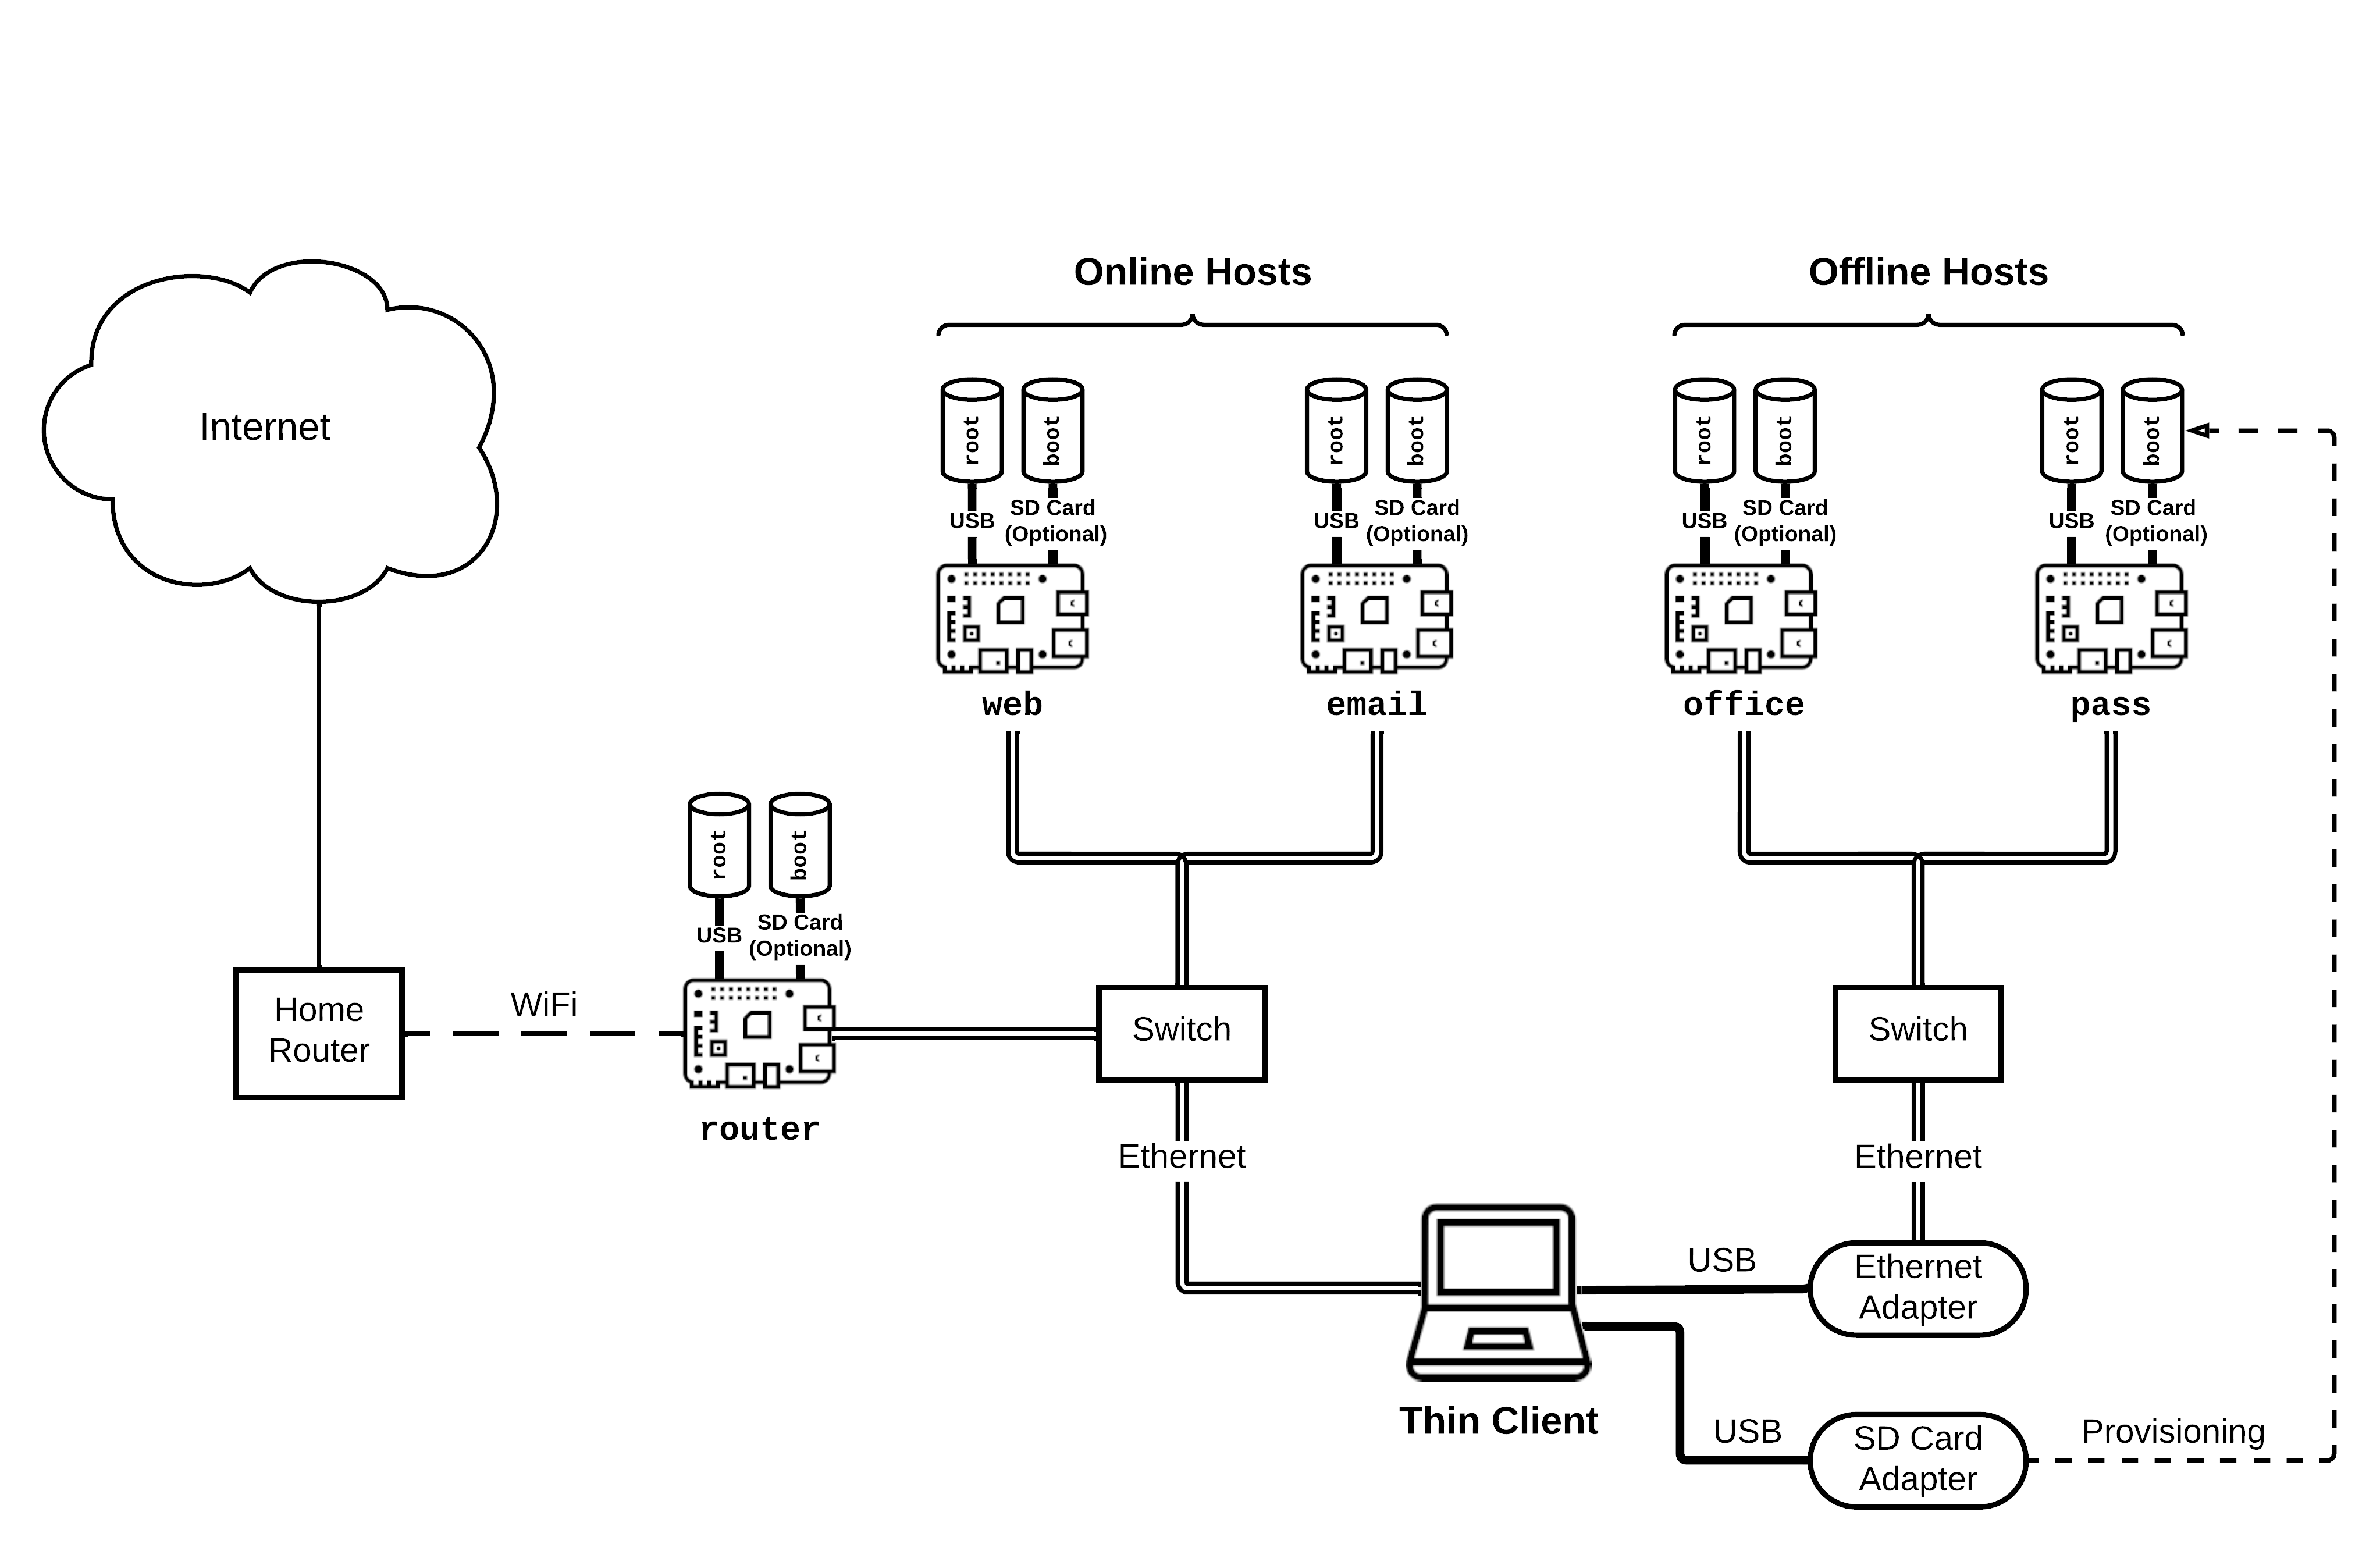 Online Hosts
Offline Hosts
Internet
root
boot
root
boot
root
boot
root
boot
USB
SD Card
(Optional)
USB
SD Card
(Optional)
USB
SD Card
(Optional)
USB
SD Card
(Optional)
web
email
office
pass
root
boot
USB
SD Card
(Optional)
Home
Router
WiFi
router
Switch
Switch
Ethernet
Ethernet
USB
Ethernet
Adapter
Thin Client
USB
SD Card
Adapter
Provisioning